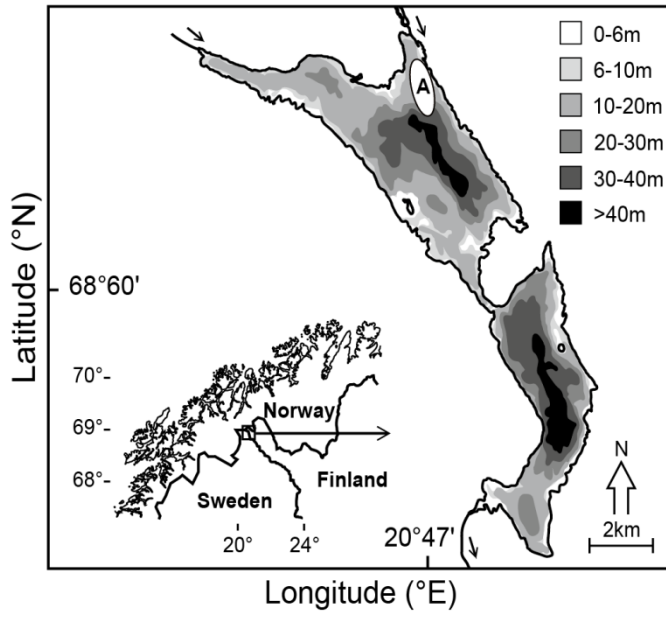 A
0-6m
6-10m
10-20m
20-30m
30-40m
>40m
Latitude (°N)
68°60'
70°
69°
68°
Norway
Finland
Sweden
20°
24°
20°47'
N
2km
Longitude (°E)